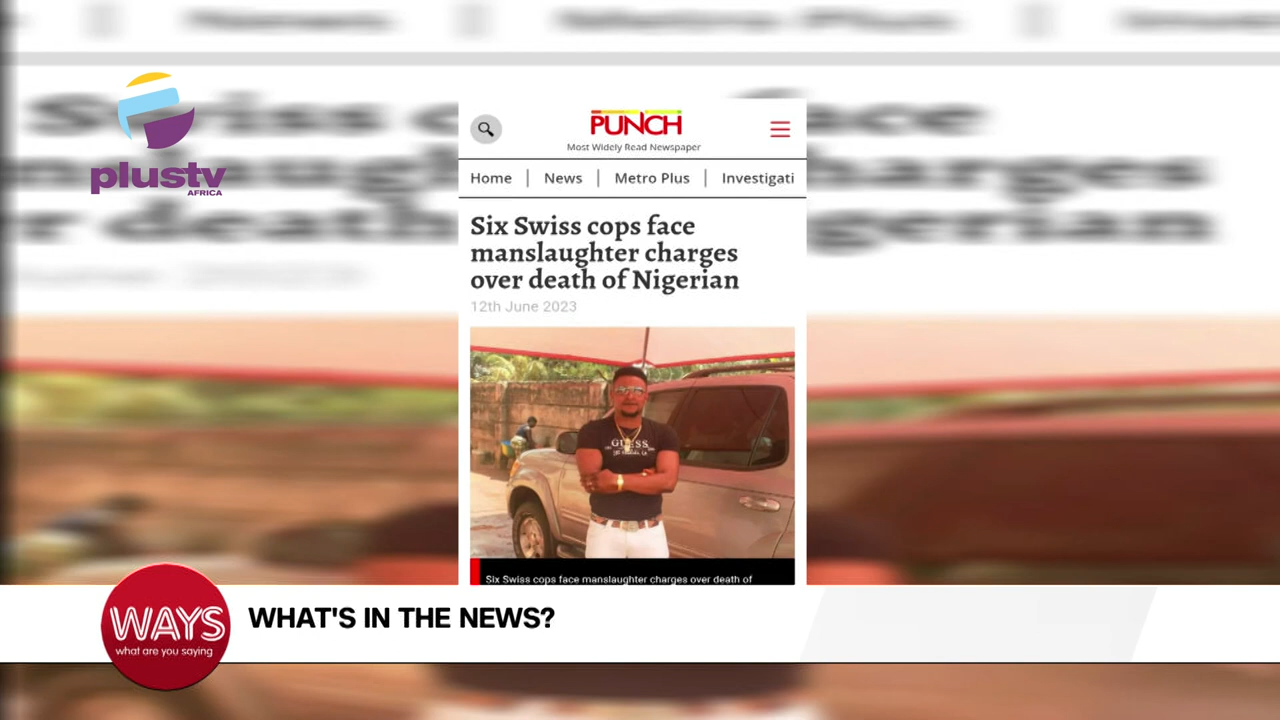 plustv
AFRICA
PUNCH
Most Widely Read Newspaper
Home | News | Metro Plus | Investigati
Six Swiss cops face
manslaughter charges
over death of Nigerian
12th June 2023
GUESS
Six Swiss cops face manslaughter charges over death of
WAYS
what are you saying
WHAT'S IN THE NEWS?